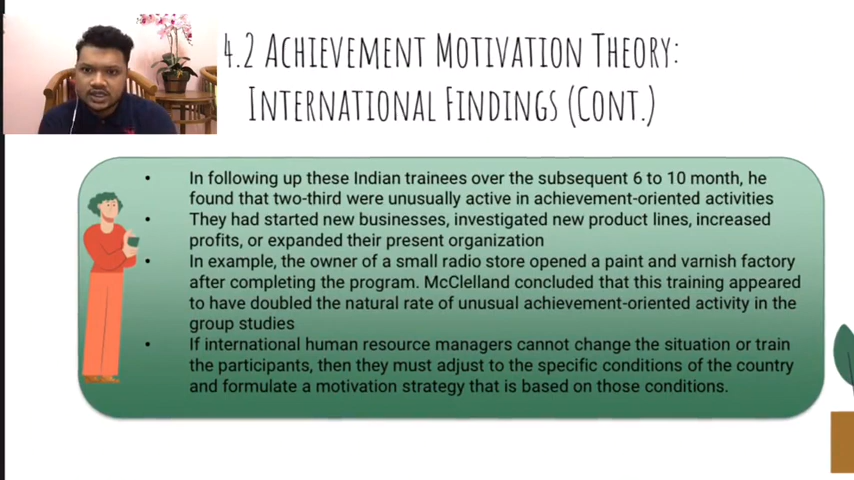 4.2 Achievement Motivation Theory:
International Findings (Cont.)
• In following up these Indian trainees over the subsequent 6 to 10 month, he
found that two-third were unusually active in achievement-oriented activities
• They had started new businesses, investigated new product lines, increased
profits, or expanded their present organization
• In example, the owner of a small radio store opened a paint and varnish factory
after completing the program. McClelland concluded that this training appeared
to have doubled the natural rate of unusual achievement-oriented activity in the
group studies
• If international human resource managers cannot change the situation or train
the participants, then they must adjust to the specific conditions of the country
and formulate a motivation strategy that is based on those conditions.